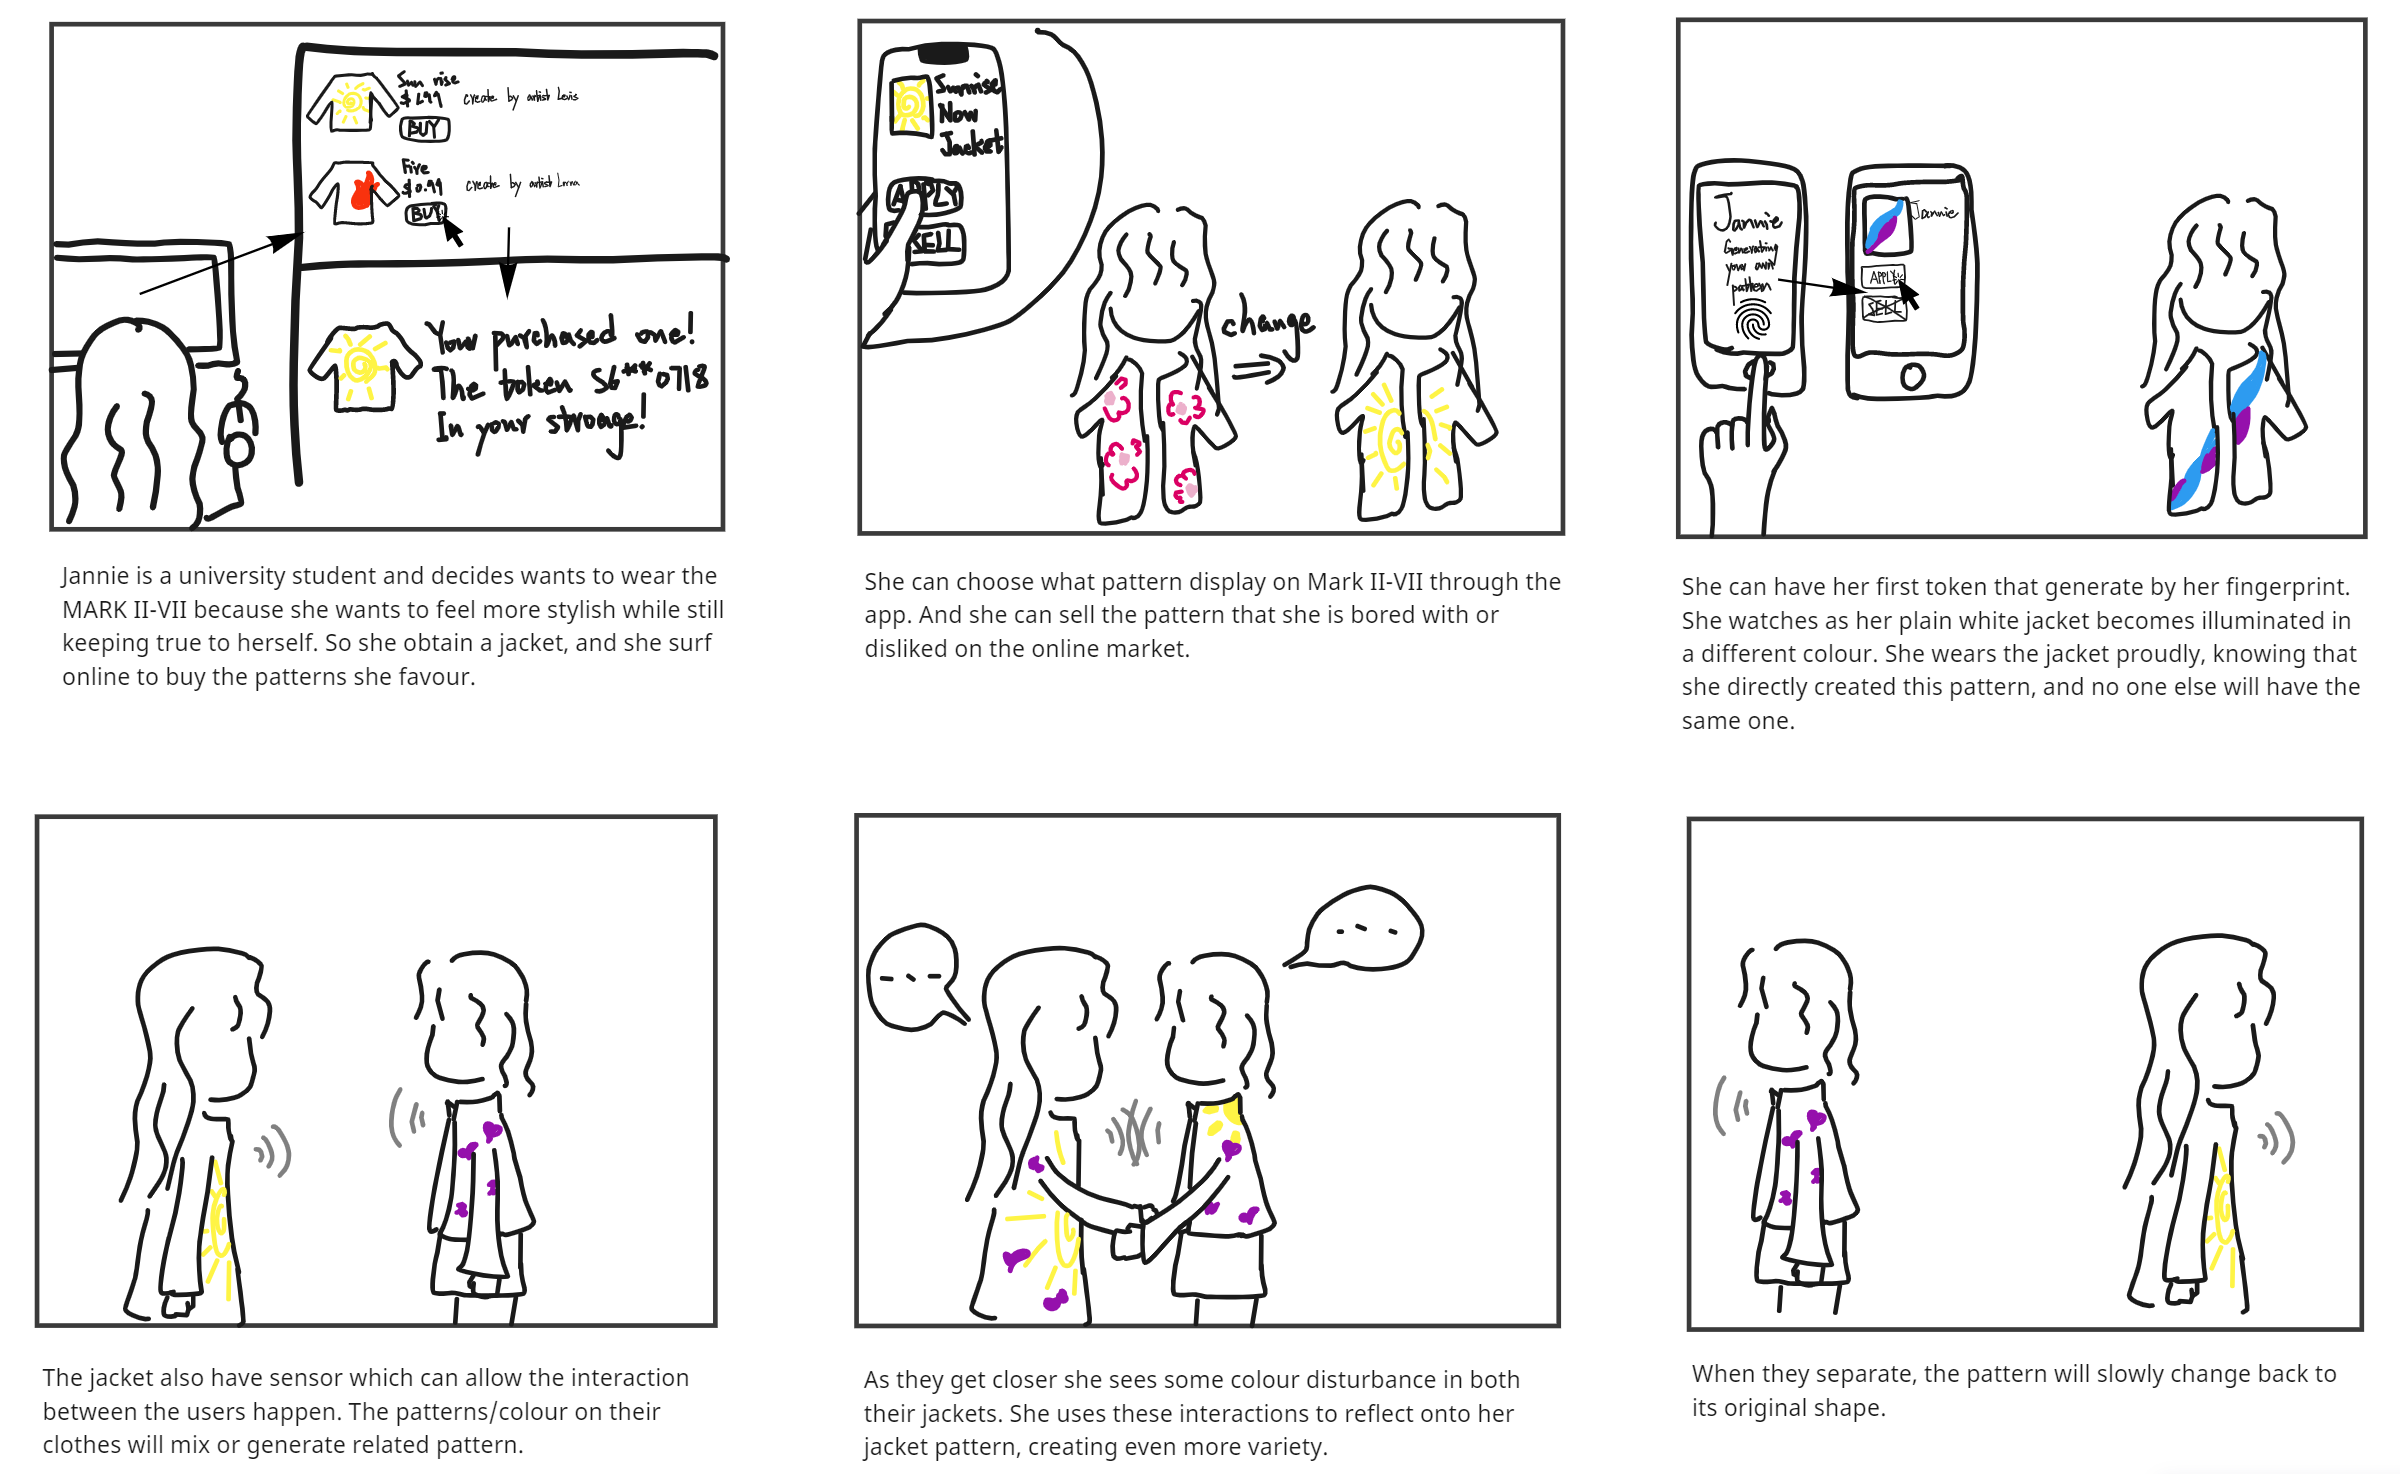 Sun rise
$ 1.99 create by artist Levis
BUY
Fire
$ 0.99 create by artist
BUY
Your purchased one!
The token S6***0718
In your stroage!
Jannie is a university student and decides wants to wear the
MARK II-VII because she wants to feel more stylish while still
keeping true to herself. So she obtain a jacket, and she surf
online to buy the patterns she favour.
Sunrise
Now
Jacket
APPLY
SELL
change
She can choose what pattern display on Mark II-VII through the
app. And she can sell the pattern that she is bored with or
disliked on the online market.
Jannie
Generating
your own
pattern
Jannie
APPLY
SELL
She can have her first token that generate by her fingerprint.
She watches as her plain white jacket becomes illuminated in
a different colour. She wears the jacket proudly, knowing that
she directly created this pattern, and no one else will have the
same one.
The jacket also have sensor which can allow the interaction
between the users happen. The patterns/colour on their
clothes will mix or generate related pattern.
As they get closer she sees some colour disturbance in both
their jackets. She uses these interactions to reflect onto her
jacket pattern, creating even more variety.
When they separate, the pattern will slowly change back to
its original shape.